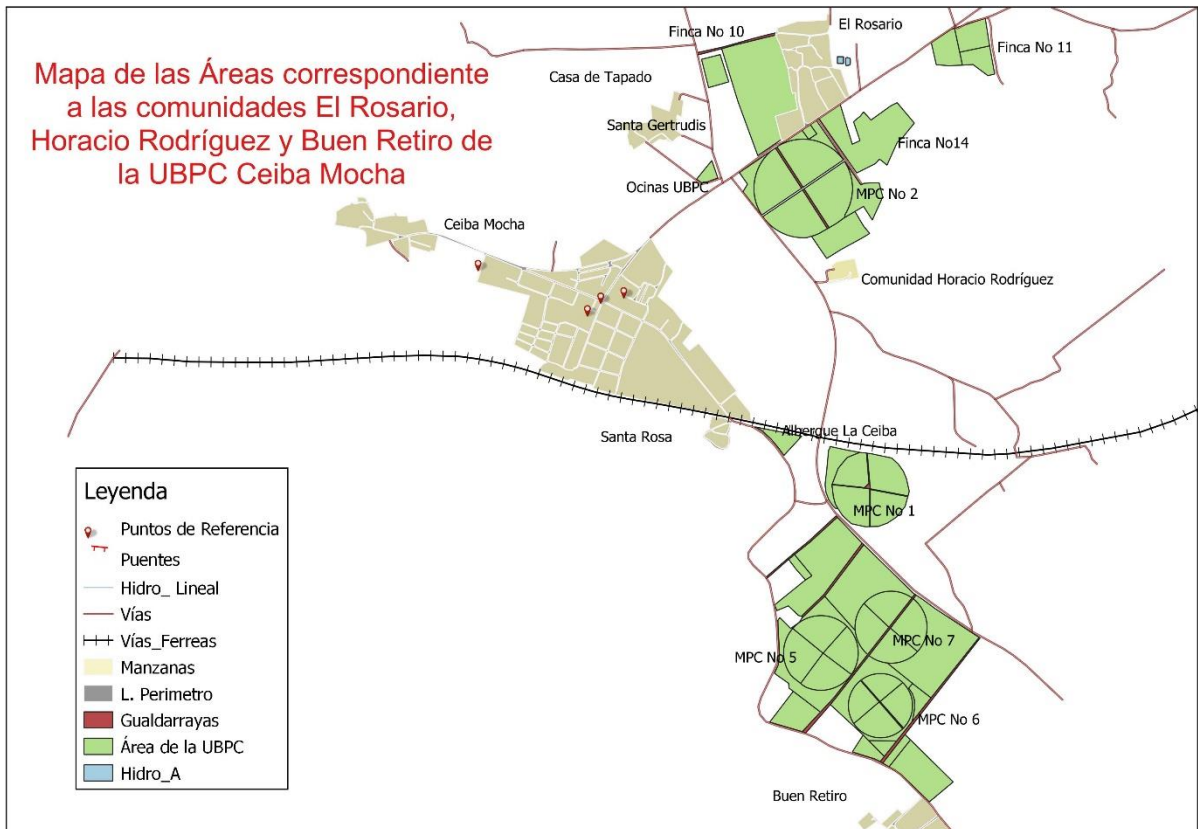 Mapa de las Áreas correspondiente
a las comunidades El Rosario,
Horacio Rodríguez y Buen Retiro de
la UBPC Ceiba Mocha
Finca No 10
El Rosario
Finca No 11
Casa de Tapado
Santa Gertrudis
Finca No14
Ocinas UBPC
MPC No 2
Ceiba Mocha
Comunidad Horacio Rodríguez
Santa Rosa
Albergue La Ceiba
MPC No 1
MPC No 7
MPC No 5
MPC No 6
Buen Retiro
Leyenda
Puntos de Referencia
Puentes
Hidro_ Lineal
Vías
Vías_Ferreas
Manzanas
L. Perimetro
Gualdarrayas
Área de la UBPC
Hidro_A